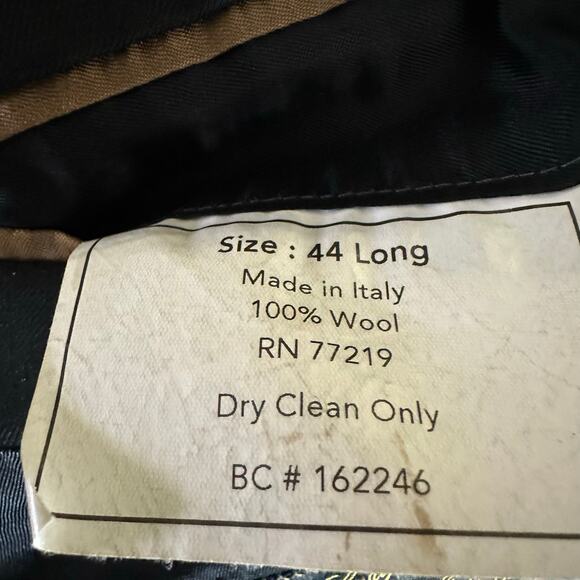 Size : 44 Long
Made in Italy
100% Wool
RN 77219
Dry Clean Only
BC # 162246